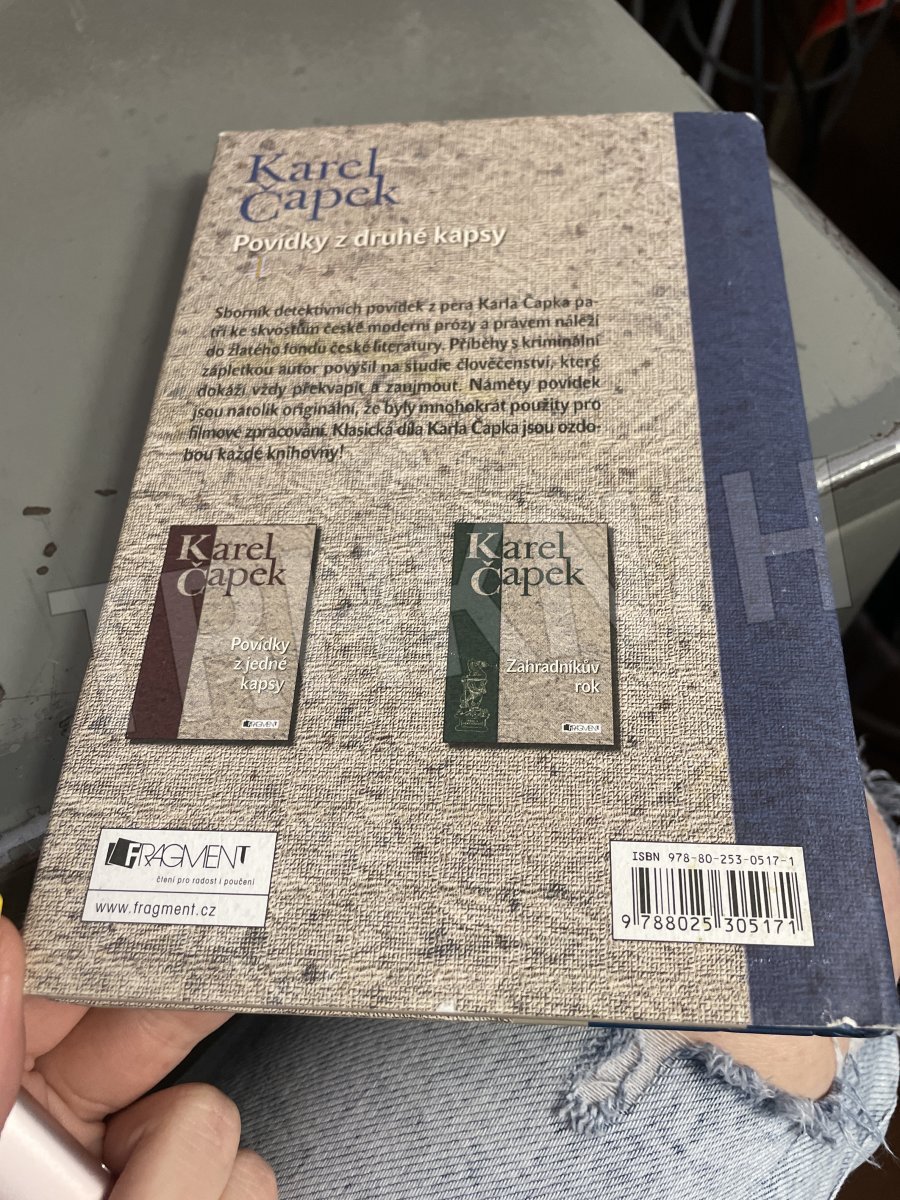 Karel
Čapek
Povídky z druhé kapsy
Sborník detektivních povídek z pera Karla Čapka pa-
tří ke skvostům české moderní prózy a právem náleží
do zlatého fondu české literatury. Příběhy s kriminální
zápletkou autor povýšil na studie člověčenství, které
dokáží vždy překvapit a zaujmout. Náměty povídek
jsou natolik originální, že byly mnohokrát použity pro
filmové zpracování. Klasická díla Karla Čapka jsou ozdo-
bou každé knihovny!
Karel
Čapek
Povídky
z jedné
kapsy
FRAGMENT
Karel
Čapek
Zahradníkův
rok
FRAGMENT
FRAGMENT
čtení pro radost i poučení
www.fragment.cz
ISBN 978-80-253-0517-1
9 788025 305171